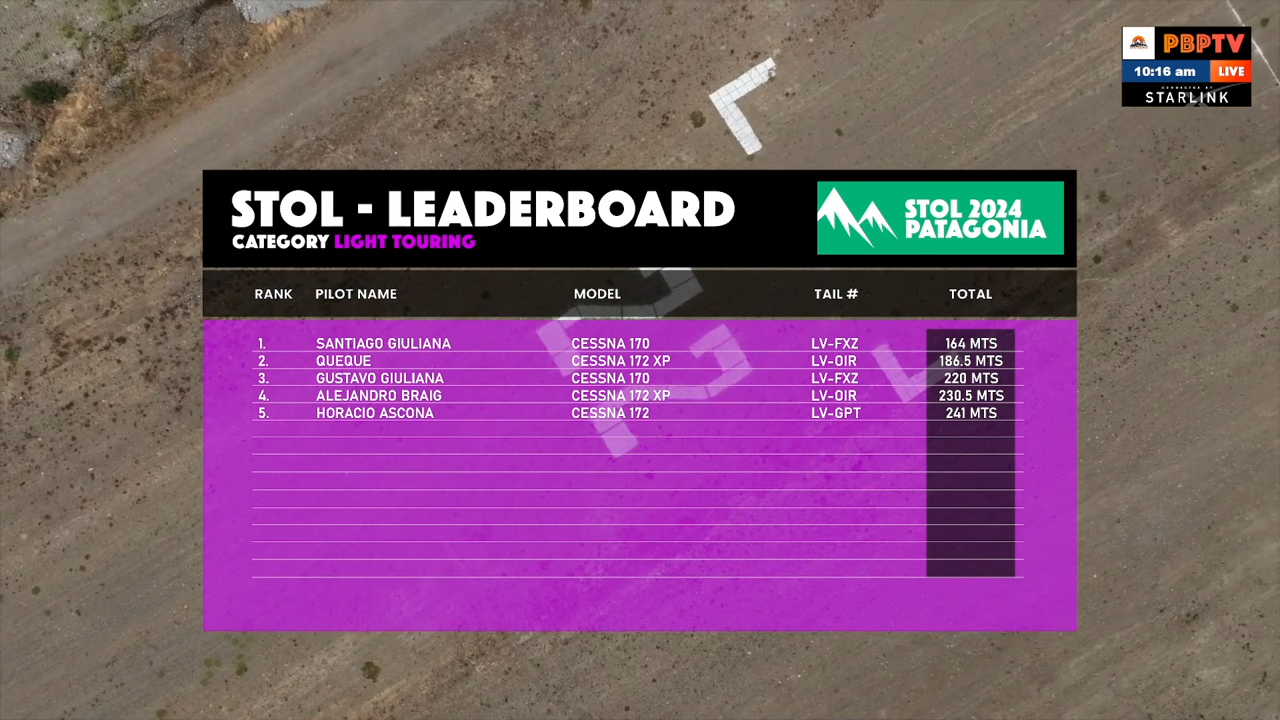 PBPTV
10:16 am LIVE
STARLINK
STOL - LEADERBOARD
CATEGORY LIGHT TOURING
STOL 2024
PATAGONIA
RANK PILOT NAME MODEL TAIL # TOTAL
1. SANTIAGO GIULIANA CESSNA 170 LV-FXZ 164 MTS
2. QUEQUE CESSNA 172 XP LV-OIR 186.5 MTS
3. GUSTAVO GIULIANA CESSNA 170 LV-FXZ 220 MTS
4. ALEJANDRO BRAIG CESSNA 172 XP LV-OIR 230.5 MTS
5. HORACIO ASCONA CESSNA 172 LV-GPT 241 MTS